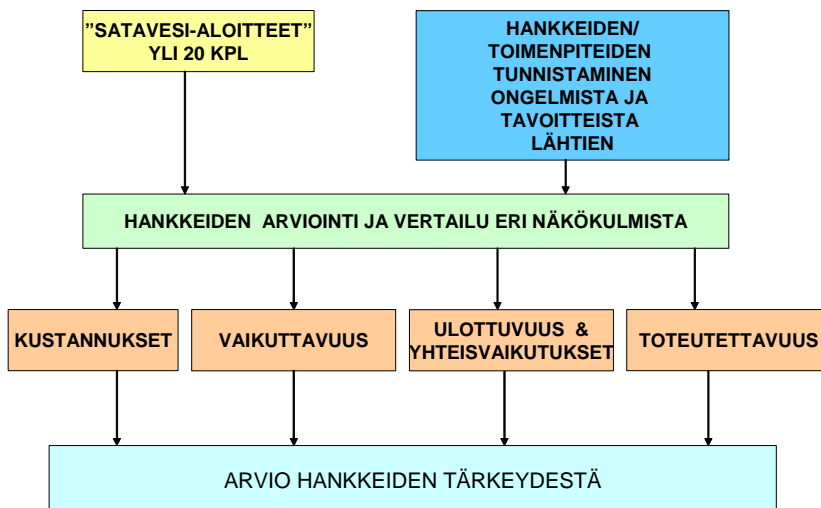 ”SATAVESI-ALOITTEET”
YLI 20 KPL
HANKKEIDEN/
TOIMENPITEIDEN
TUNNISTAMINEN
ONGELMISTA JA
TAVOITTEISTA
LÄHTIEN
HANKKEIDEN ARVIOINTI JA VERTAILU ERI NÄKÖKULMISTA
KUSTANNUKSET
VAIKUTTAVUUS
ULOTTUVUUS &
YHTEISVAIKUTUKSET
TOTEUTETTAVUUS
ARVIO HANKKEIDEN TÄRKEYDESTÄ